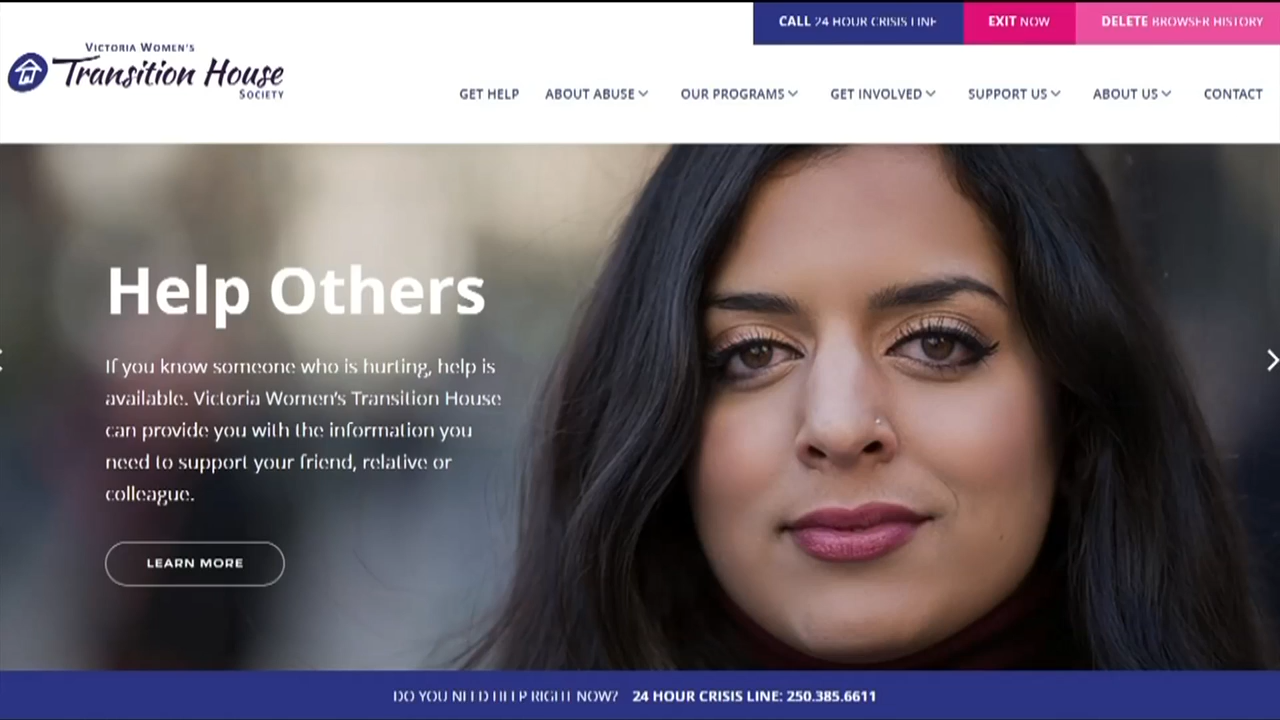 CALL 24 HOUR CRISIS LINE
EXIT NOW
DELETE BROWSER HISTORY
VICTORIA WOMEN'S
Transition House
SOCIETY
GET HELP
ABOUT ABUSE
OUR PROGRAMS
GET INVOLVED
SUPPORT US
ABOUT US
CONTACT
Help Others
If you know someone who is hurting, help is
available. Victoria Women's Transition House
can provide you with the information you
need to support your friend, relative or
colleague.
LEARN MORE
DO YOU NEED HELP RIGHT NOW? 24 HOUR CRISIS LINE: 250.385.6611